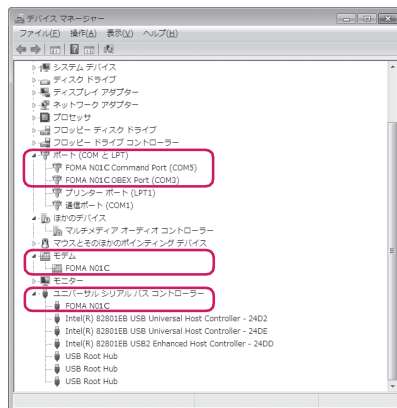 デバイス マネージャー
ファイル(F) 操作(A) 表示(V) ヘルプ(H)
システム デバイス
ディスク ドライブ
ディスプレイ アダプター
ネットワーク アダプター
プロセッサ
フロッピー ディスク ドライブ
フロッピー ドライブ コントローラー
ポート (COM と LPT)
FOMA N01C Command Port (COM5)
FOMA N01C OBEX Port (COM3)
プリンター ポート (LPT1)
通信ポート (COM1)
ほかのデバイス
マルチメディア オーディオ コントローラー
マウスとそのほかのポインティング デバイス
モデム
FOMA N01C
モニター
ユニバーサル シリアル バス コントローラー
FOMA N01C
Intel(R) 82801EB USB Universal Host Controller - 24D2
Intel(R) 82801EB USB Universal Host Controller - 24DE
Intel(R) 82801EB USB2 Enhanced Host Controller - 24DD
USB Root Hub
USB Root Hub
USB Root Hub